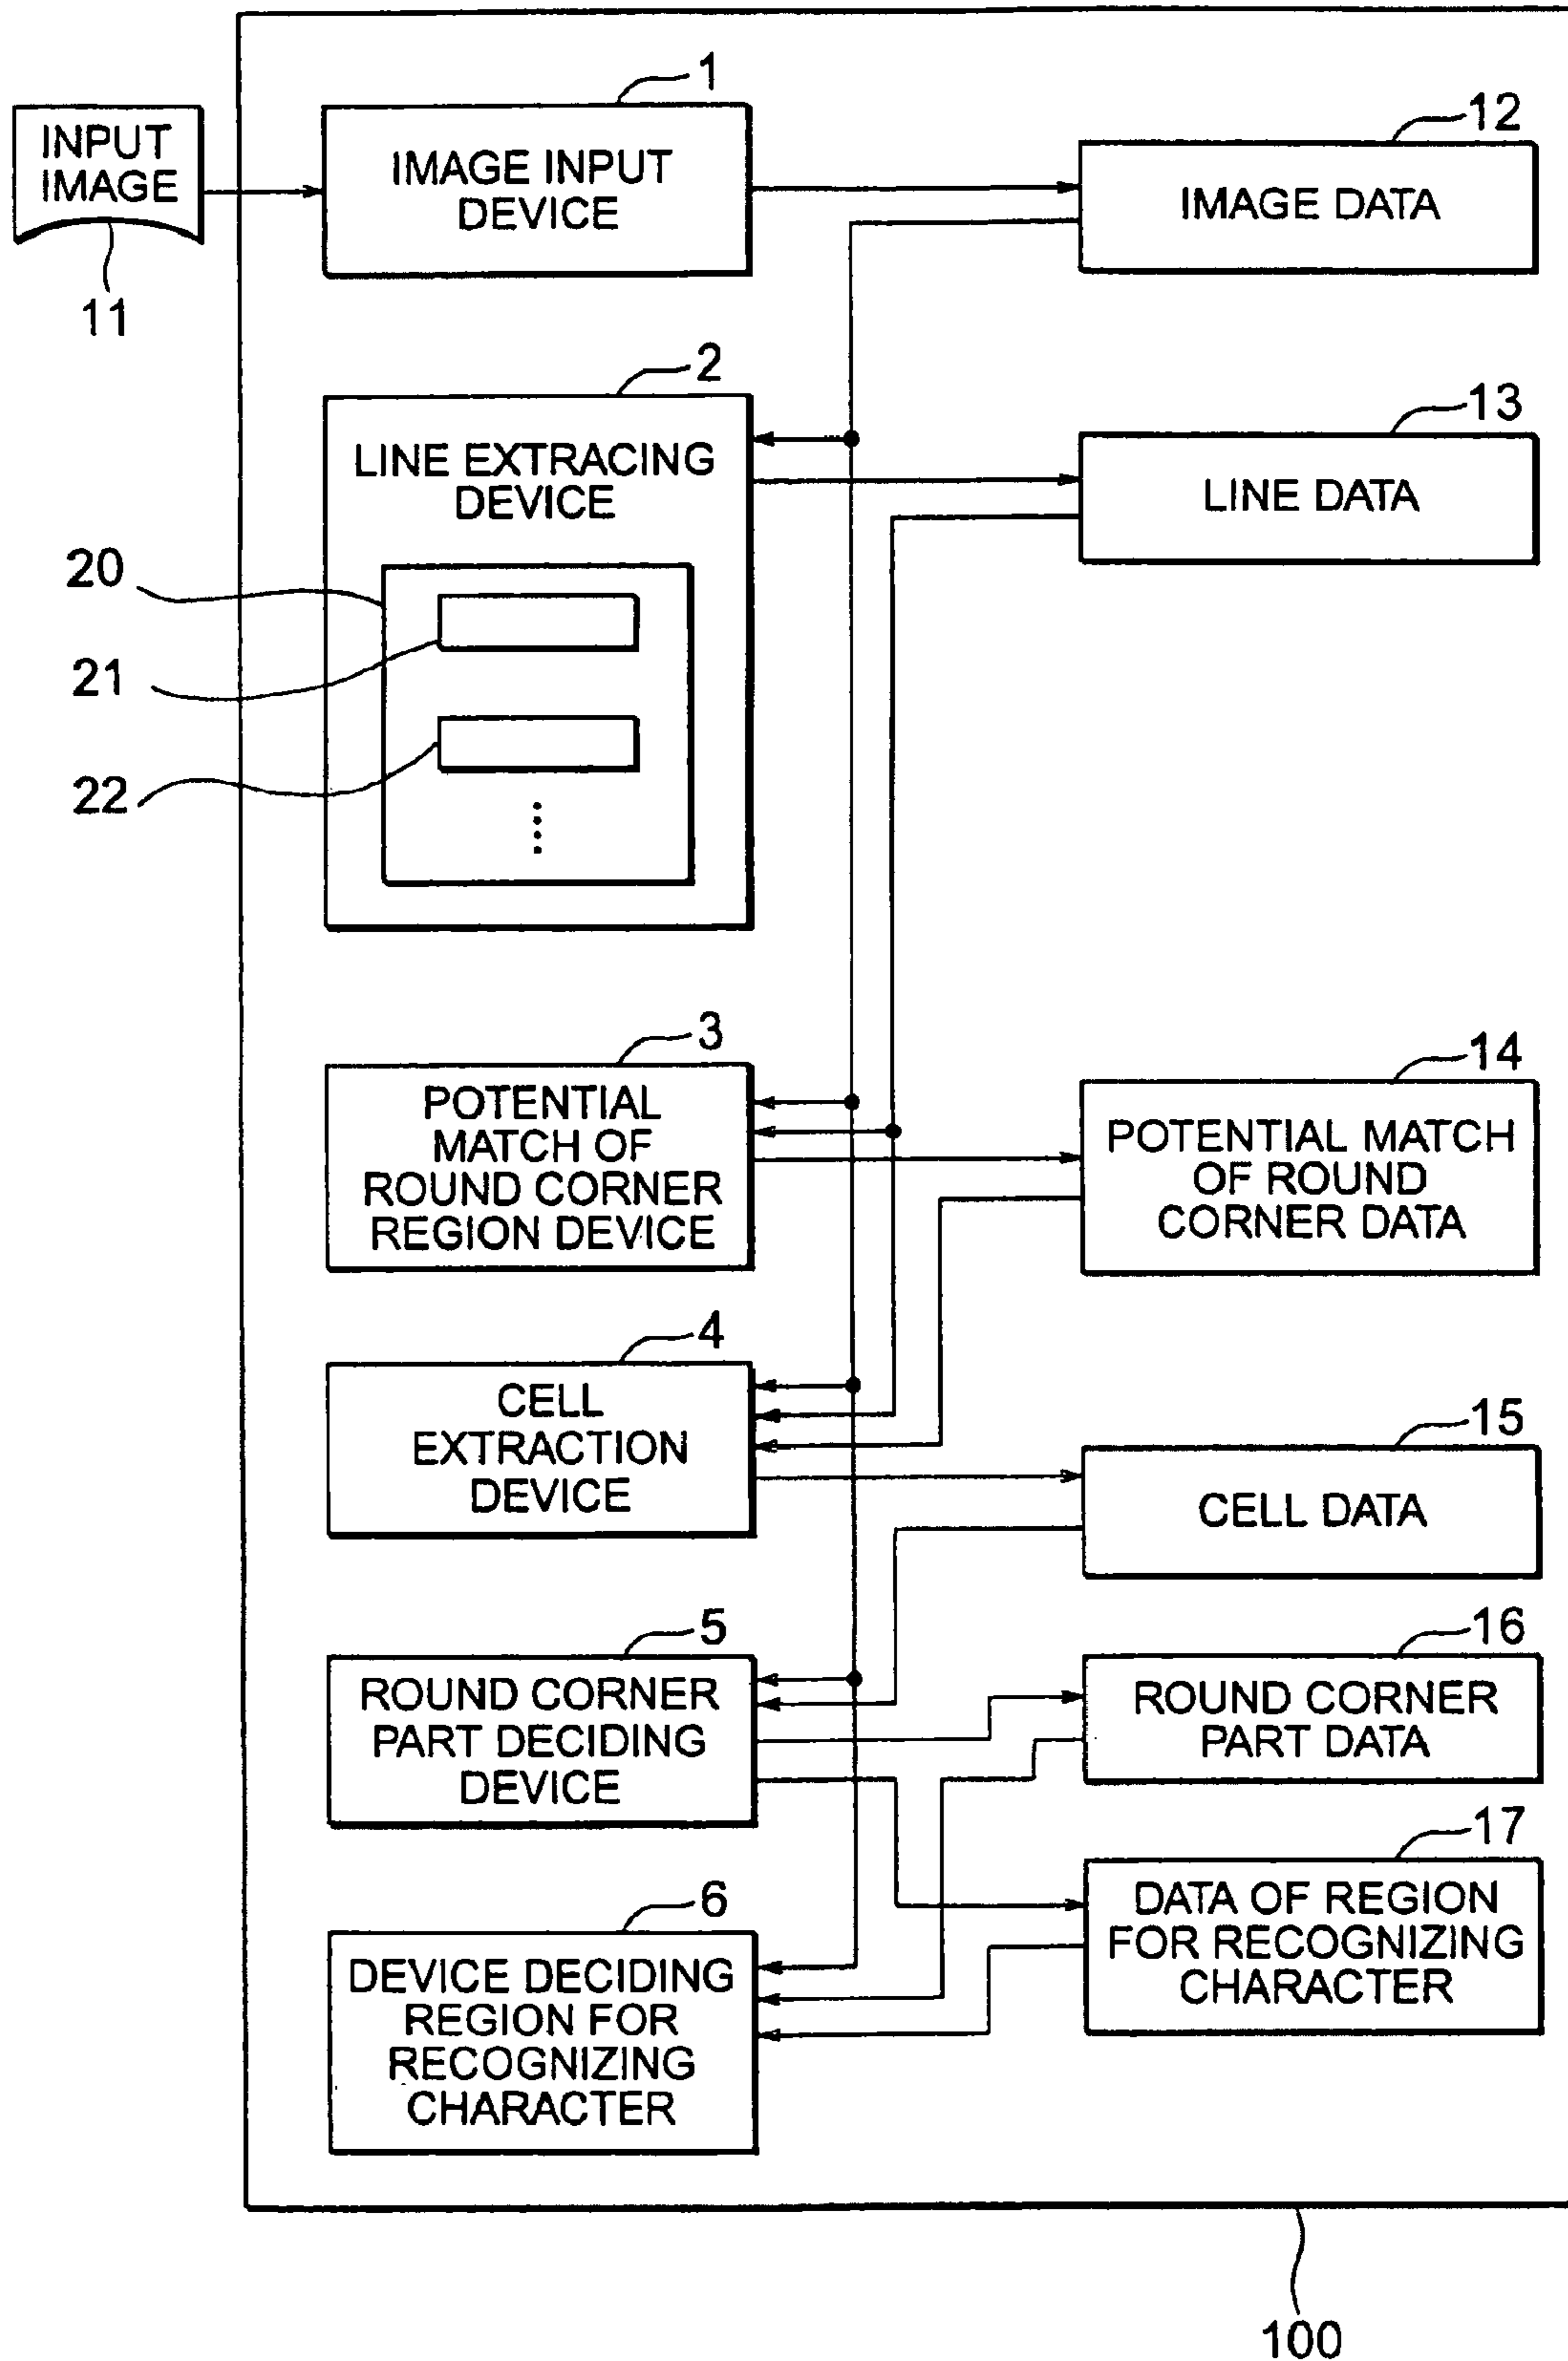 1
INPUT
IMAGE
11
IMAGE INPUT
DEVICE
12
IMAGE DATA
2
LINE EXTRACING
DEVICE
13
LINE DATA
20
21
22
3
POTENTIAL
MATCH OF
ROUND CORNER
REGION DEVICE
14
POTENTIAL MATCH
OF ROUND
CORNER DATA
4
CELL
EXTRACTION
DEVICE
15
CELL DATA
5
ROUND CORNER
PART DECIDING
DEVICE
16
ROUND CORNER
PART DATA
17
DATA OF REGION
FOR RECOGNIZING
CHARACTER
6
DEVICE DECIDING
REGION FOR
RECOGNIZING
CHARACTER
100